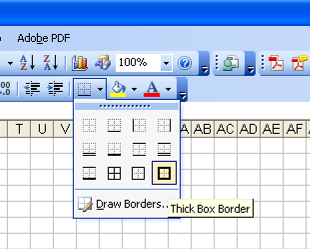 Adobe PDF
100%
A
T U V A AB AC AD AE AF
Draw Borders..
Thick Box Border